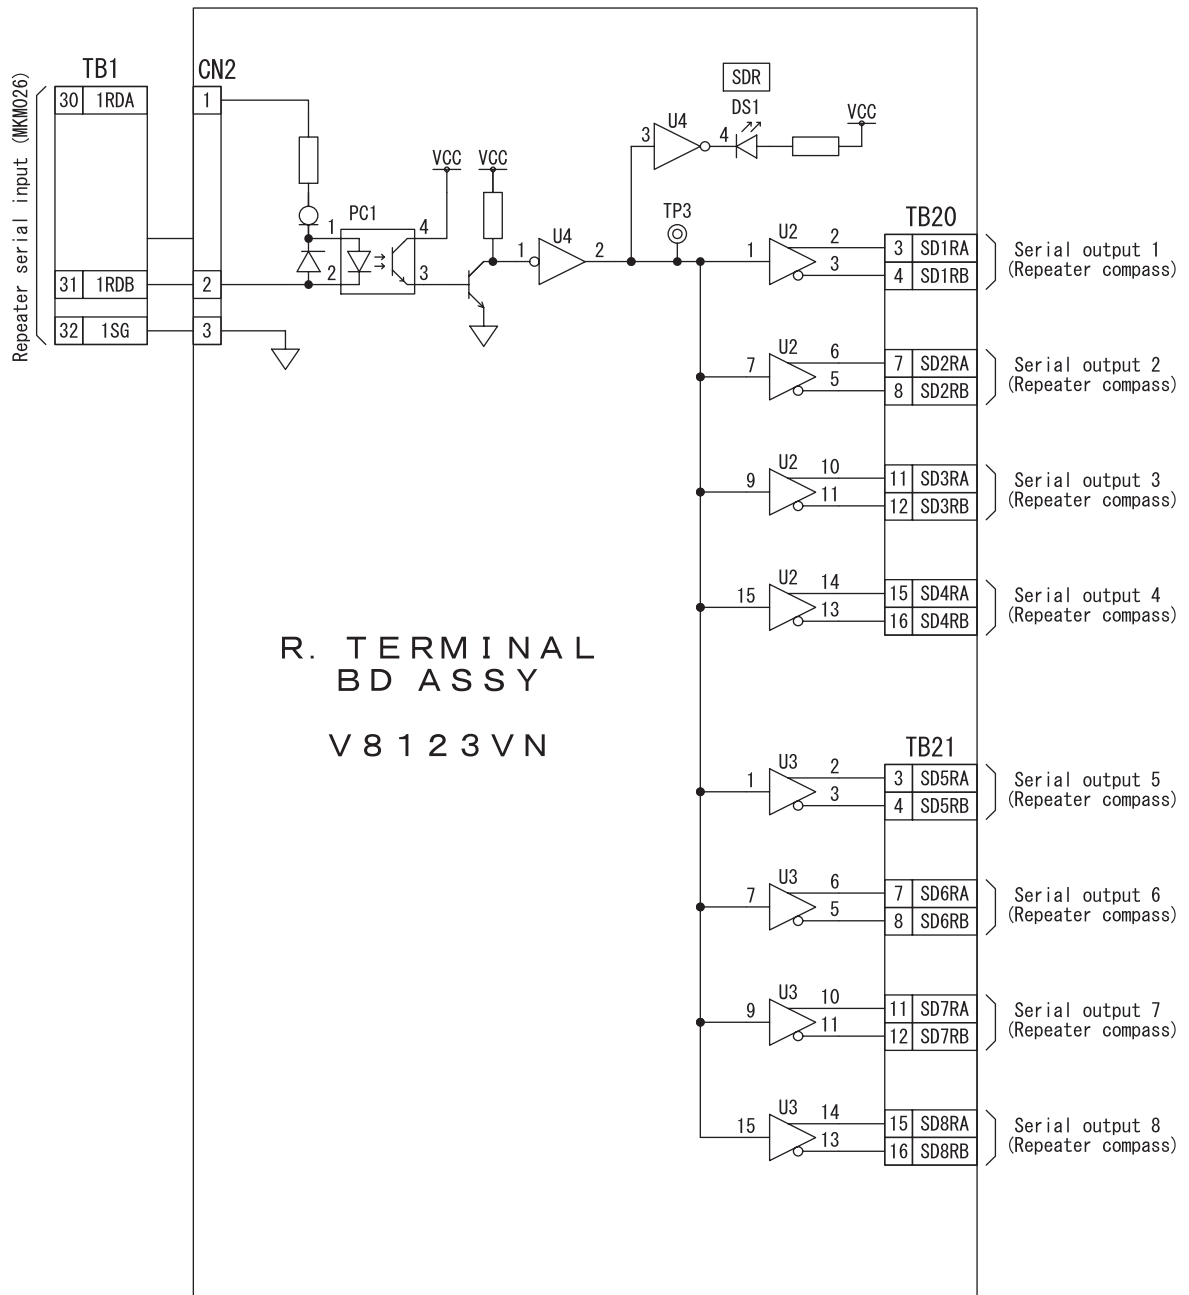 Repeater serial input (MKM026)
TB1
30 1RDA
31 1RDB
32 1SG
CN2
1
2
3
PC1
1
2
4
3
VCC
VCC
U4
1
2
SDR
DS1
U4
3
4
VCC
TP3
TB20
U2
1
2
3
3 SD1RA
4 SD1RB
Serial output 1
(Repeater compass)
U2
7
6
5
7 SD2RA
8 SD2RB
Serial output 2
(Repeater compass)
U2
9
10
11
11 SD3RA
12 SD3RB
Serial output 3
(Repeater compass)
U2
15
14
13
15 SD4RA
16 SD4RB
Serial output 4
(Repeater compass)
R. TERMINAL
BD ASSY
V8123VN
TB21
U3
1
2
3
3 SD5RA
4 SD5RB
Serial output 5
(Repeater compass)
U3
7
6
5
7 SD6RA
8 SD6RB
Serial output 6
(Repeater compass)
U3
9
10
11
11 SD7RA
12 SD7RB
Serial output 7
(Repeater compass)
U3
15
14
13
15 SD8RA
16 SD8RB
Serial output 8
(Repeater compass)